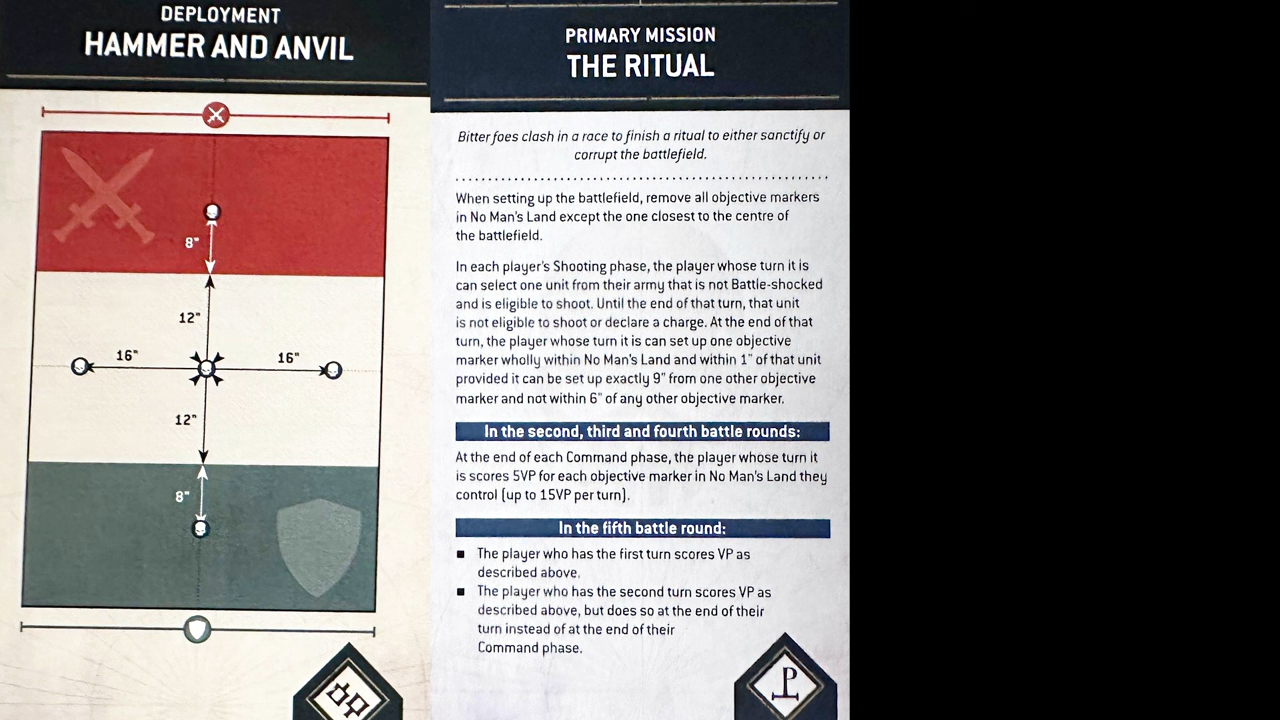 DEPLOYMENT
HAMMER AND ANVIL
8"
12"
16"
16"
12"
8"
PRIMARY MISSION
THE RITUAL
Bitter foes clash in a race to finish a ritual to either sanctify or
corrupt the battlefield.
When setting up the battlefield, remove all objective markers
in No Man's Land except the one closest to the centre of
the battlefield.
In each player's Shooting phase, the player whose turn it is
can select one unit from their army that is not Battle-shocked
and is eligible to shoot. Until the end of that turn, that unit
is not eligible to shoot or declare a charge. At the end of that
turn, the player whose turn it is can set up one objective
marker wholly within No Man's Land and within 1" of that unit
provided it can be set up exactly 9" from one other objective
marker and not within 6" of any other objective marker.
In the second, third and fourth battle rounds:
At the end of each Command phase, the player whose turn it
is scores 5VP for each objective marker in No Man's Land they
control (up to 15VP per turn).
In the fifth battle round:
■ The player who has the first turn scores VP as
described above.
■ The player who has the second turn scores VP as
described above, but does so at the end of their
turn instead of at the end of their
Command phase.